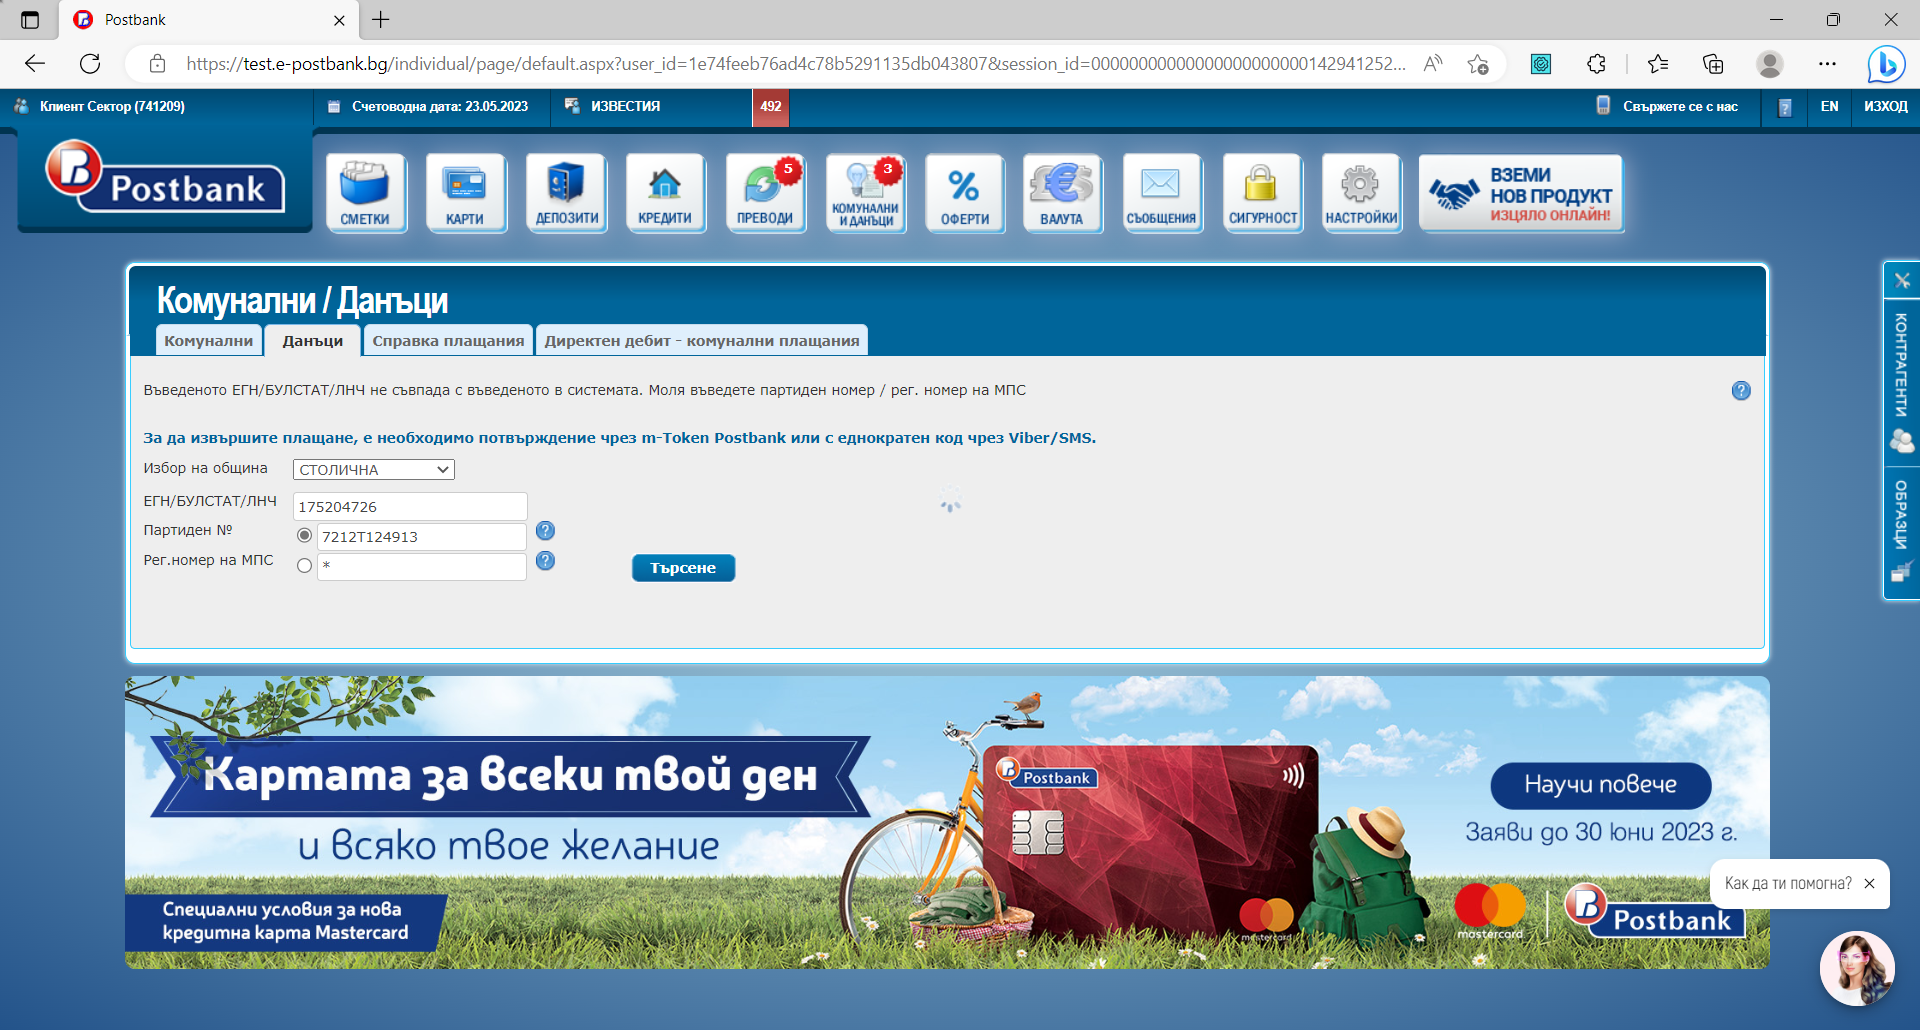 Postbank
https://test.e-postbank.bg/individual/page/default.aspx?user_id=1e74feeb76ad4c78b5291135db043807&session_id=00000000000000000000000142941252...
Клиент Сектор (741209)
Счетоводна дата: 23.05.2023
ИЗВЕСТИЯ
492
Свържете се с нас
EN
ИЗХОД
Postbank
СМЕТКИ
КАРТИ
ДЕПОЗИТИ
КРЕДИТИ
5
ПРЕВОДИ
3
КОМУНАЛНИ
И ДАНЪЦИ
%
ОФЕРТИ
ВАЛУТА
СЪОБЩЕНИЯ
СИГУРНОСТ
НАСТРОЙКИ
ВЗЕМИ
НОВ ПРОДУКТ
ИЗЦЯЛО ОНЛАЙН!
КОНТРАГЕНТИ
ОБРАЗЦИ
Комунални / Данъци
Комунални
Данъци
Справка плащания
Директен дебит - комунални плащания
Въведеното ЕГН/БУЛСТАТ/ЛНЧ не съвпада с въведеното в системата. Моля въведете партиден номер / рег. номер на МПС
За да извършите плащане, е необходимо потвърждение чрез m-Token Postbank или с еднократен код чрез Viber/SMS.
Избор на община
СТОЛИЧНА
ЕГН/БУЛСТАТ/ЛНЧ
175204726
Партиден №
7212T124913
Рег.номер на МПС
*
Търсене
Картата за всеки твой ден
и всяко твое желание
Специални условия за нова
кредитна карта Mastercard
Postbank
mastercard
Научи повече
Заяви до 30 юни 2023 г.
mastercard
Postbank
Как да ти помогна?